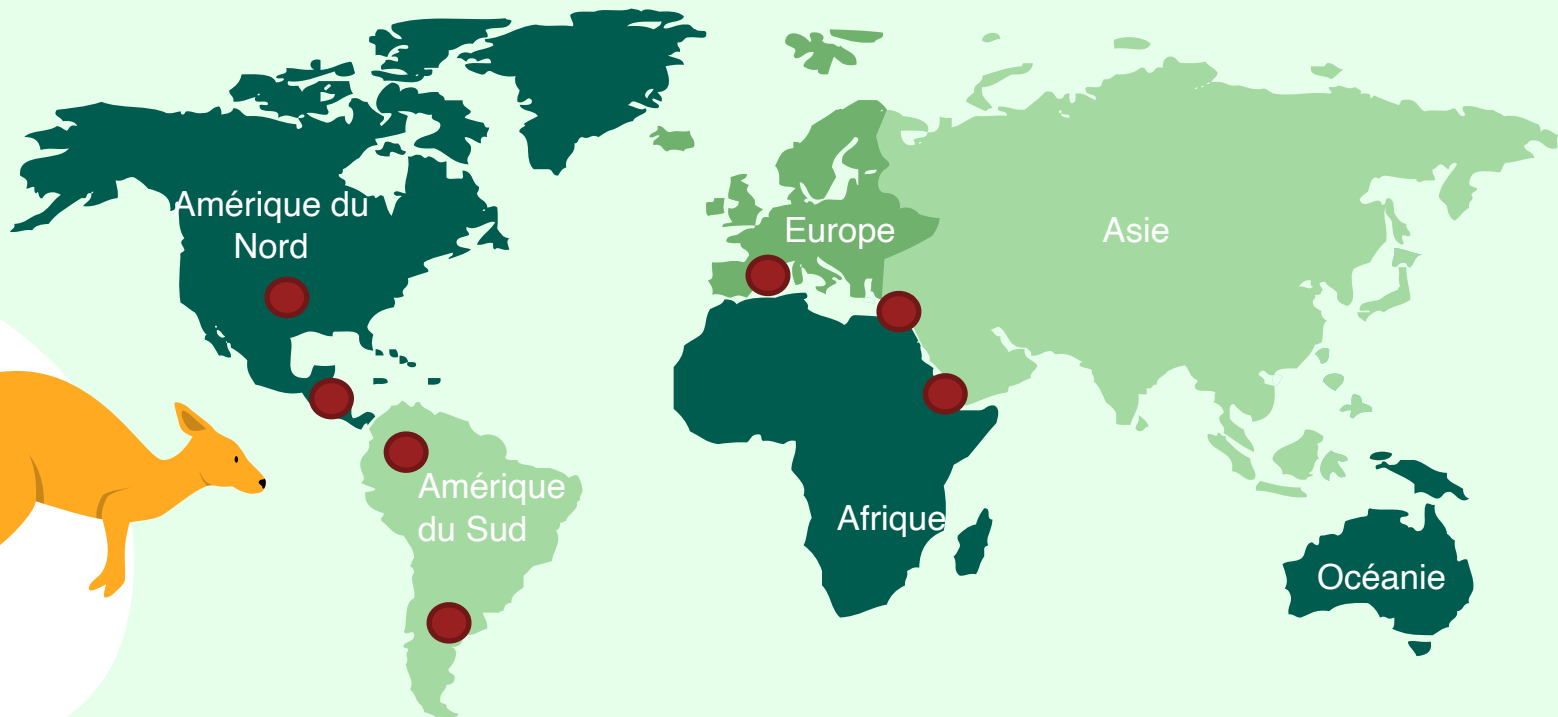 Amérique du
Nord
Europe
Asie
Amérique
du Sud
Afrique
Océanie